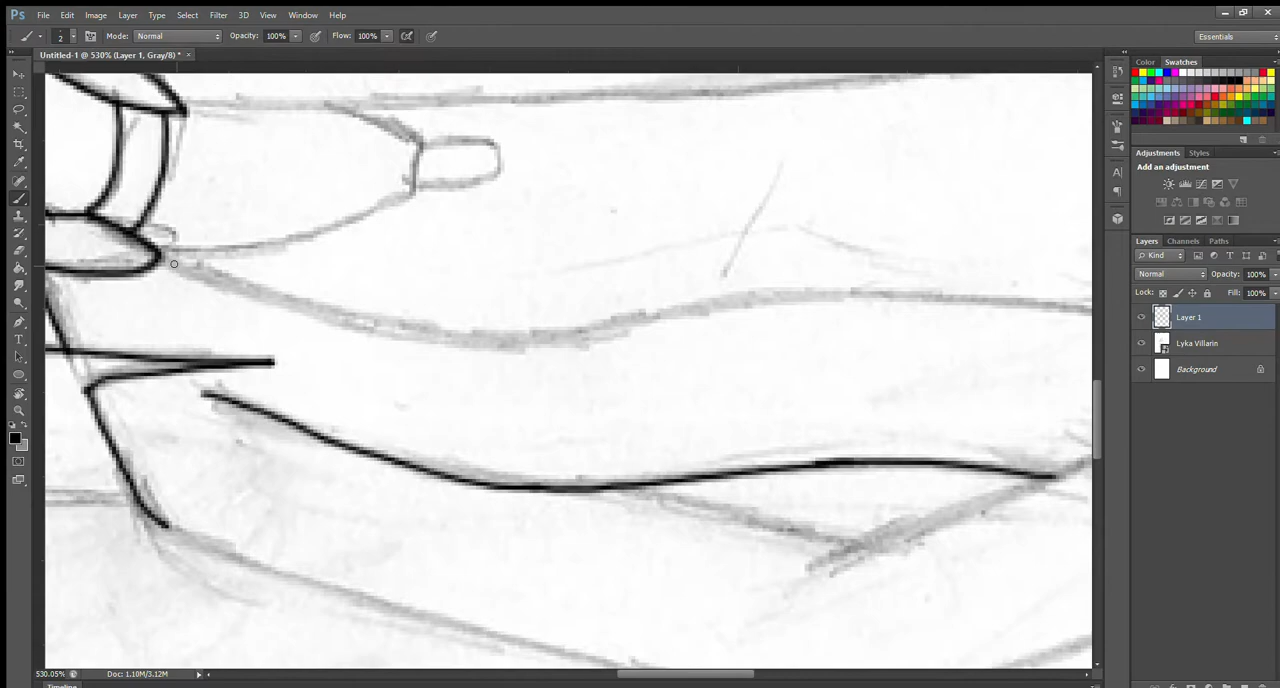 Ps File Edit Image Layer Type Select Filter 3D View Window Help
2 Mode: Normal Opacity: 100% Flow: 100% Essentials
Untitled-1 @ 530% (Layer 1, Gray/8) * ×
Color Swatches
Adjustments Styles
Add an adjustment
Layers Channels Paths
Kind
Normal Opacity: 100%
Lock: Fill: 100%
Layer 1
Lyka Villarin
Background
530.05% Doc: 1.10M/3.12M
Timeline